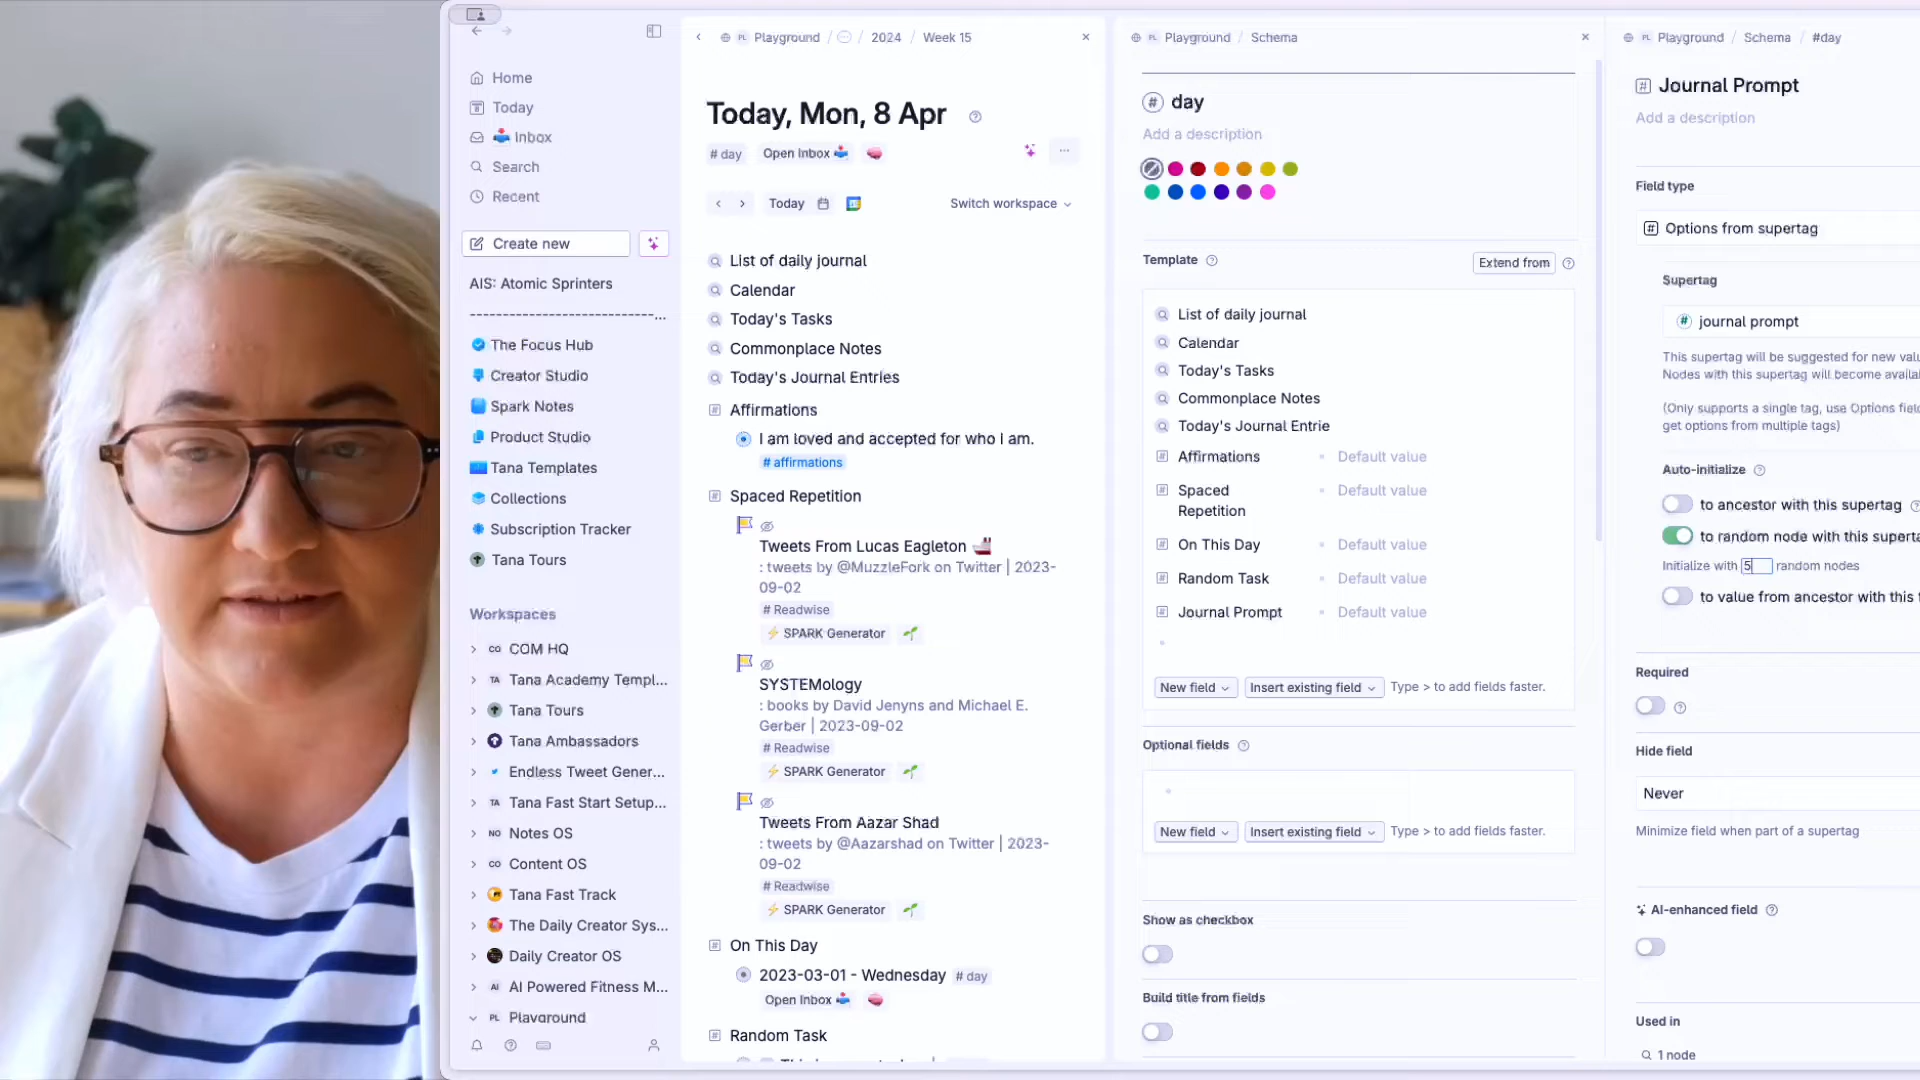 Home
Today
Inbox
Search
Recent
Create new
AIS: Atomic Sprinters
----------------------------...
The Focus Hub
Creator Studio
Spark Notes
Product Studio
Tana Templates
Collections
Subscription Tracker
Tana Tours
Workspaces
CO COM HQ
TA Tana Academy Templ...
Tana Tours
Tana Ambassadors
Endless Tweet Gener...
TA Tana Fast Start Setup...
NO Notes OS
CO Content OS
Tana Fast Track
The Daily Creator Sys...
Daily Creator OS
AI AI Powered Fitness M...
PL Playground
PL Playground / / 2024 / Week 15
Today, Mon, 8 Apr
# day Open Inbox
Today
Switch workspace
List of daily journal
Calendar
Today's Tasks
Commonplace Notes
Today's Journal Entries
Affirmations
I am loved and accepted for who I am.
# affirmations
Spaced Repetition
Tweets From Lucas Eagleton
: tweets by @MuzzleFork on Twitter | 2023-
09-02
# Readwise
SPARK Generator
SYSTEMology
: books by David Jenyns and Michael E.
Gerber | 2023-09-02
# Readwise
SPARK Generator
Tweets From Aazar Shad
: tweets by @Aazarshad on Twitter | 2023-
09-02
# Readwise
SPARK Generator
On This Day
2023-03-01 - Wednesday # day
Open Inbox
Random Task
PL Playground / Schema
# day
Add a description
Template
Extend from
List of daily journal
Calendar
Today's Tasks
Commonplace Notes
Today's Journal Entrie
Affirmations Default value
Spaced Default value
Repetition
On This Day Default value
Random Task Default value
Journal Prompt Default value
New field Insert existing field Type > to add fields faster.
Optional fields
New field Insert existing field Type > to add fields faster.
Show as checkbox
Build title from fields
PL Playground / Schema / #day
Journal Prompt
Add a description
Field type
Options from supertag
Supertag
# journal prompt
This supertag will be suggested for new valu
Nodes with this supertag will become availa
(Only supports a single tag, use Options fiel
get options from multiple tags)
Auto-initialize
to ancestor with this supertag
to random node with this superta
Initialize with 5 random nodes
to value from ancestor with this f
Required
Hide field
Never
Minimize field when part of a supertag
AI-enhanced field
Used in
1 node